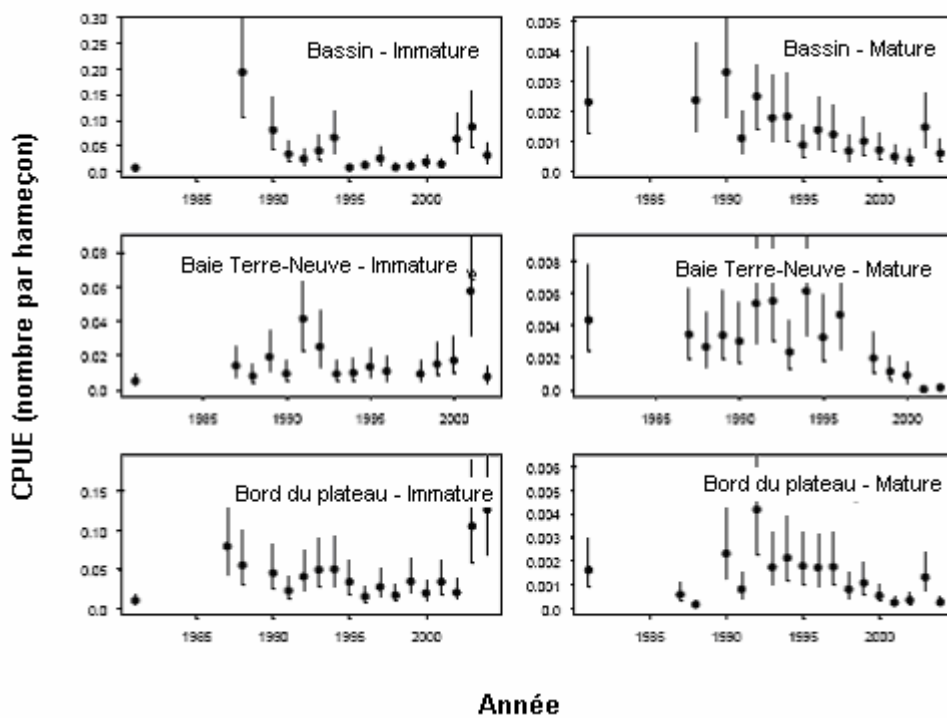 CPUE (nombre par hameçon)
Bassin - Immature
0.30
0.25
0.20
0.15
0.10
0.05
0.0
1985 1990 1995 2000
Bassin - Mature
0.005
0.004
0.003
0.002
0.001
0.0
1985 1990 1995 2000
Baie Terre-Neuve - Immature
0.08
0.06
0.04
0.02
0.0
1985 1990 1995 2000
Baie Terre-Neuve - Mature
0.008
0.006
0.004
0.002
0.0
1985 1990 1995 2000
Bord du plateau - Immature
0.15
0.10
0.05
0.0
1985 1990 1995 2000
Bord du plateau - Mature
0.006
0.005
0.004
0.003
0.002
0.001
0.0
1985 1990 1995 2000
Année